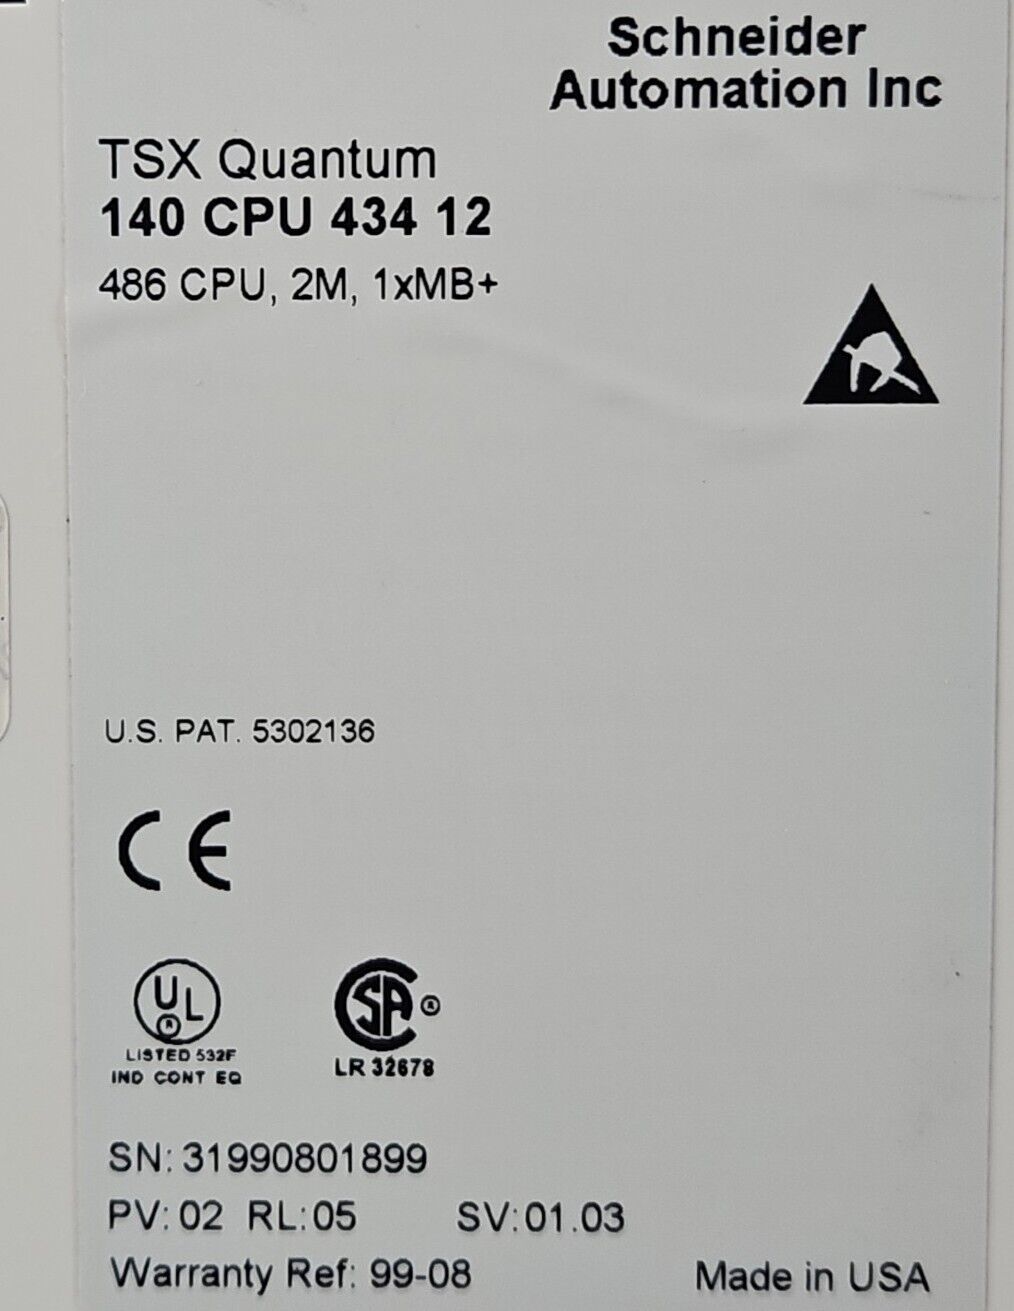 Schneider
Automation Inc
TSX Quantum
140 CPU 434 12
486 CPU, 2M, 1xMB+
U.S. PAT. 5302136
CE
UL ®
LISTED 532F
IND CONT EQ
SA ®
LR 32678
SN: 31990801899
PV: 02 RL: 05 SV: 01.03
Warranty Ref: 99-08
Made in USA